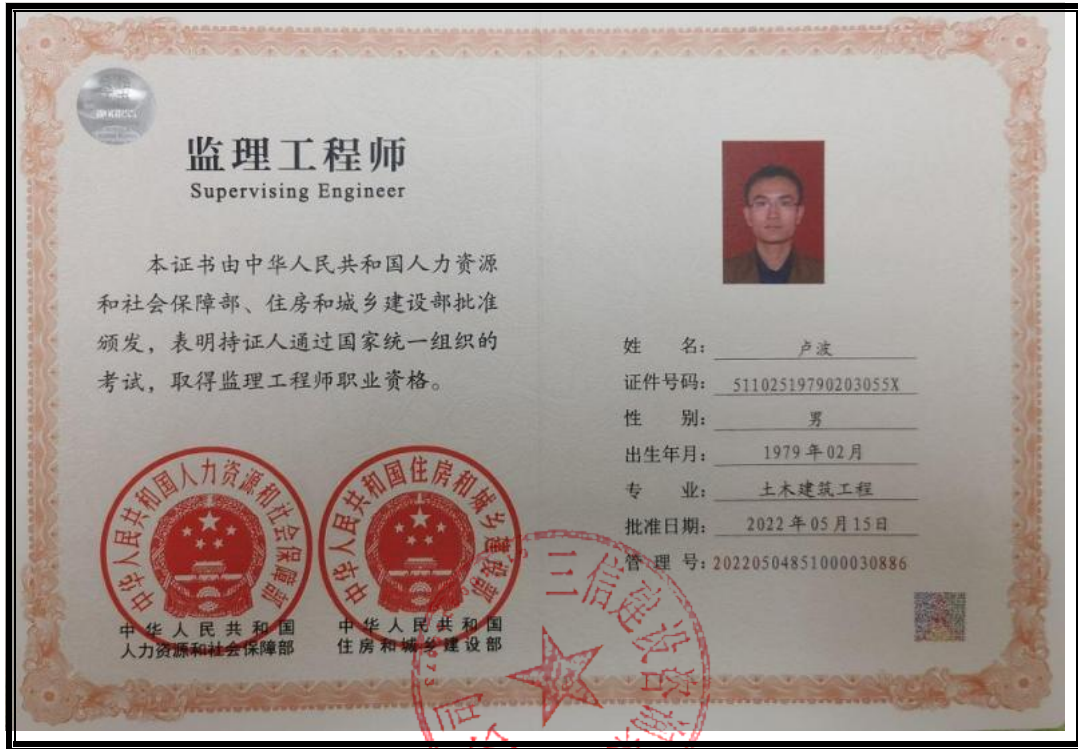 监理工程师
Supervising Engineer
本证书由中华人民共和国人力资源
和社会保障部、住房和城乡建设部批准
颁发，表明持证人通过国家统一组织的
考试，取得监理工程师职业资格。
中华人民共和国人力资源和社会保障部
中华人民共和国住房和城乡建设部
中华人民共和国
人力资源和社会保障部
中华人民共和国
住房和城乡建设部
姓 名：卢波
证件号码：51102519790203055X
性 别：男
出生年月：1979年02月
专 业：土木建筑工程
批准日期：2022年05月15日
管 理 号：20220504851000030886
三信建设咨询